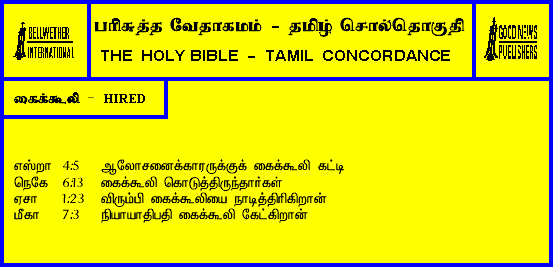 BELLWETHER
INTERNATIONAL
பரிசுத்த வேதாகமம் - தமிழ் சொல்தொகுதி
THE HOLY BIBLE - TAMIL CONCORDANCE
GOOD NEWS
PUBLISHERS
கைக்கூலி - HIRED
எஸ்றா 4:5 ஆலோசனைக்காரருக்குக் கைக்கூலி கட்டி
நெகே 6:13 கைக்கூலி கொடுத்திருந்தார்கள்
ஏசா 1:23 விரும்பி கைக்கூலியை நாடித்திரிகிறான்
மீகா 7:3 நியாயாதிபதி கைக்கூலி கேட்கிறான்